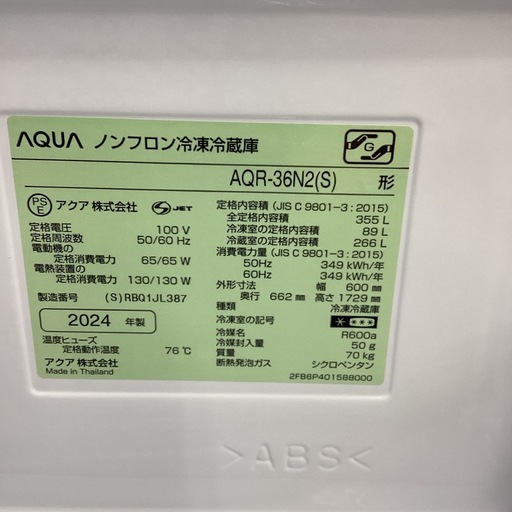 AQUA ノンフロン冷凍冷蔵庫
G
AQR-36N2(S) 形
PS E アクア 株式会社 S JET
定格電圧 100 V
定格周波数 50/60 Hz
電動機の
定格消費電力 65/65 W
電熱装置の
定格消費電力 130/130 W
製造番号 (S)RBQ1JL387
2024 年製
温度ヒューズ
定格動作温度 76℃
アクア 株式会社
Made in Thailand
定格内容積 (JIS C 9801-3 : 2015)
全定格内容積 355 L
冷凍室の定格内容積 89 L
冷蔵室の定格内容積 266 L
消費電力量 (JIS C 9801-3 : 2015)
50Hz 349 kWh/年
60Hz 349 kWh/年
外形寸法 幅 600 mm
奥行 662 mm 高さ 1729 mm
種類 冷凍冷蔵庫
冷凍室の記号
冷媒名 R600a
冷媒封入量 50 g
質量 70 kg
断熱発泡ガス シクロペンタン
2FB6P401588000
>ABS<